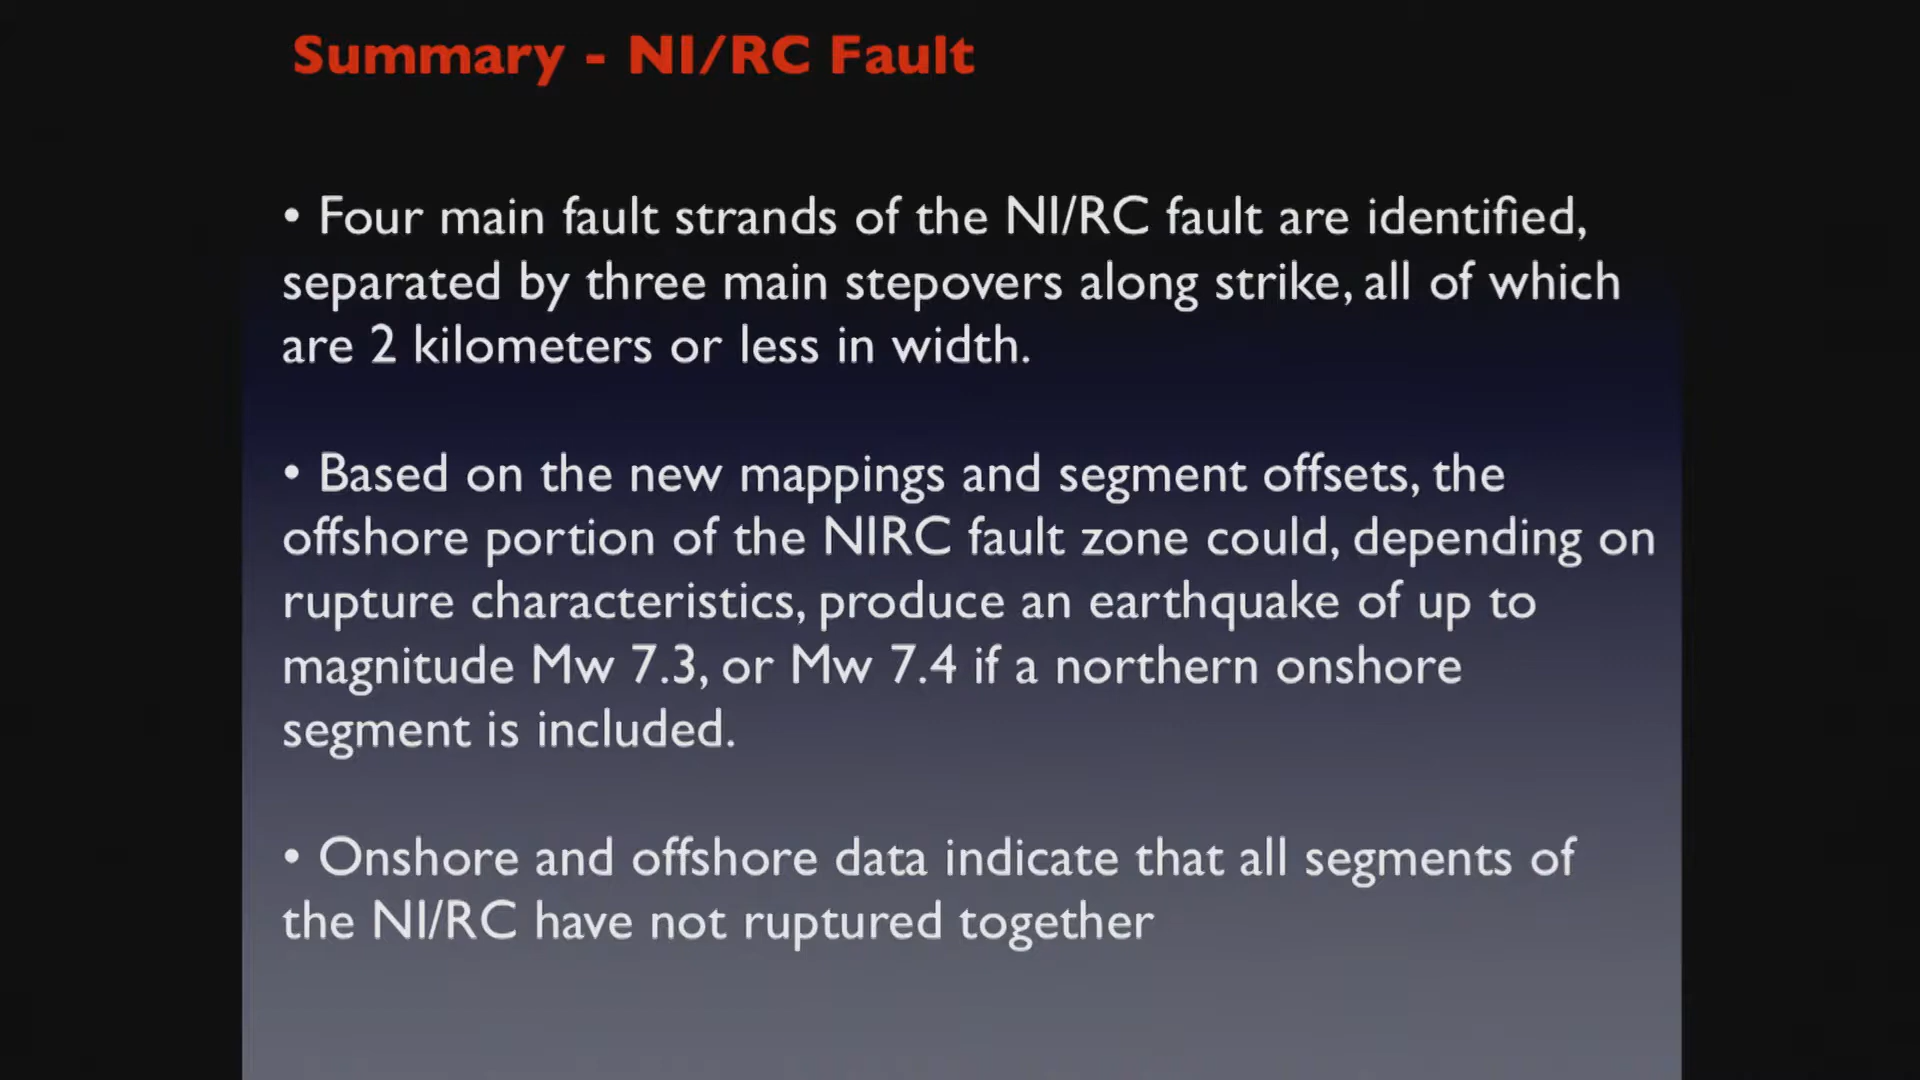 Summary - NI/RC Fault
• Four main fault strands of the NI/RC fault are identified,
separated by three main stepovers along strike, all of which
are 2 kilometers or less in width.
• Based on the new mappings and segment offsets, the
offshore portion of the NIRC fault zone could, depending on
rupture characteristics, produce an earthquake of up to
magnitude Mw 7.3, or Mw 7.4 if a northern onshore
segment is included.
• Onshore and offshore data indicate that all segments of
the NI/RC have not ruptured together